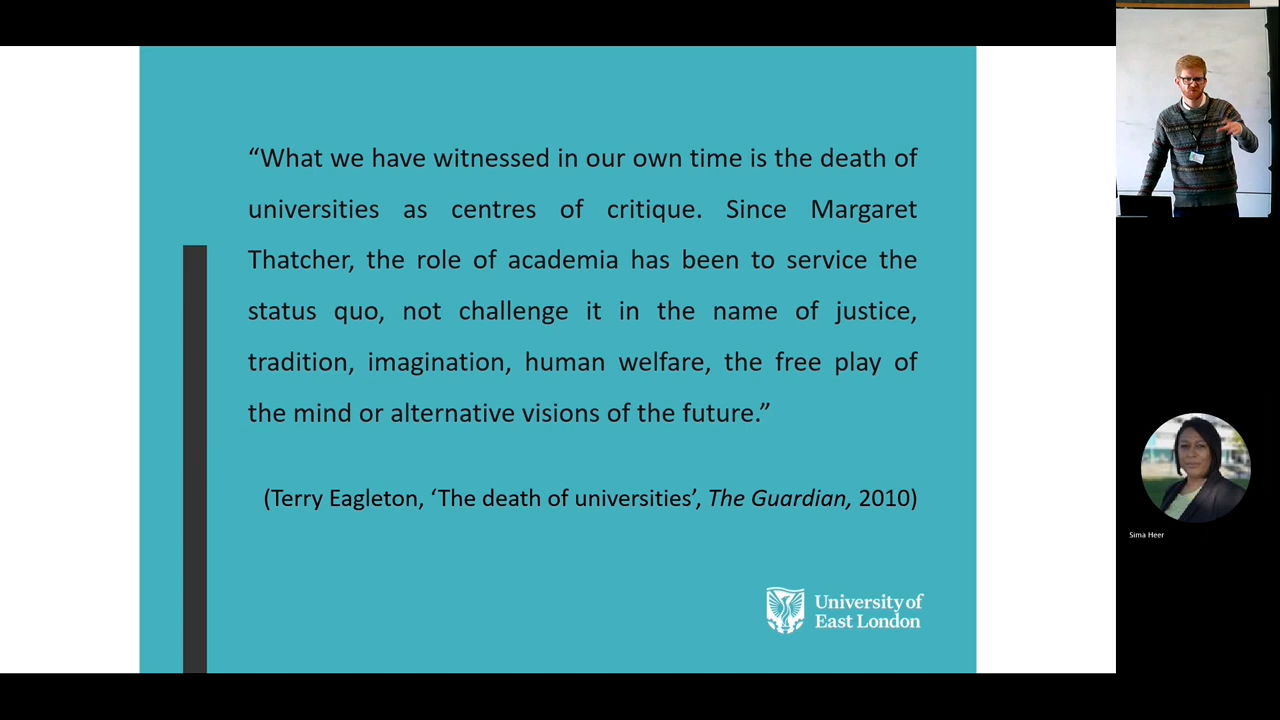 “What we have witnessed in our own time is the death of
universities as centres of critique. Since Margaret
Thatcher, the role of academia has been to service the
status quo, not challenge it in the name of justice,
tradition, imagination, human welfare, the free play of
the mind or alternative visions of the future.”
(Terry Eagleton, ‘The death of universities’, The Guardian, 2010)
University of
East London
Sima Heer